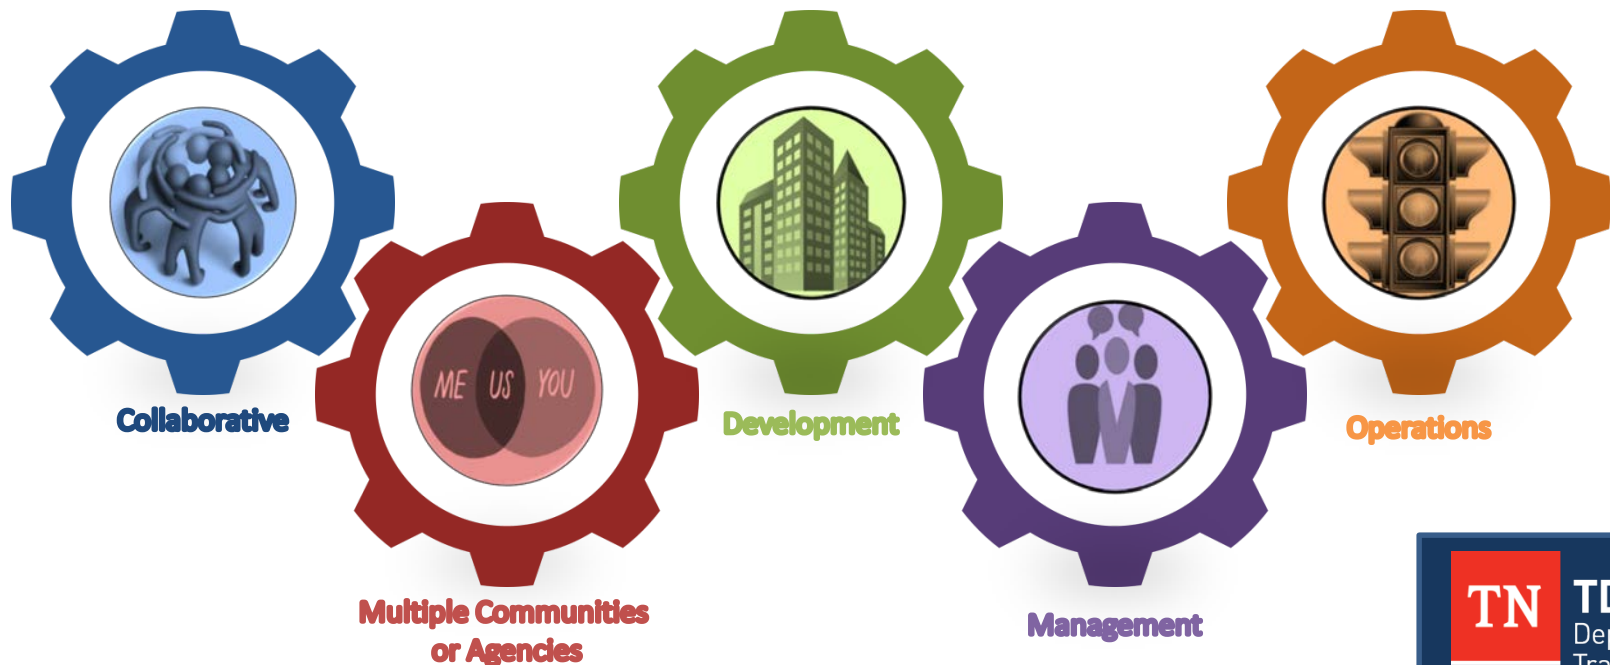 ME US YOU
Collaborative
Development
Operations
Multiple Communities
or Agencies
Management
TN